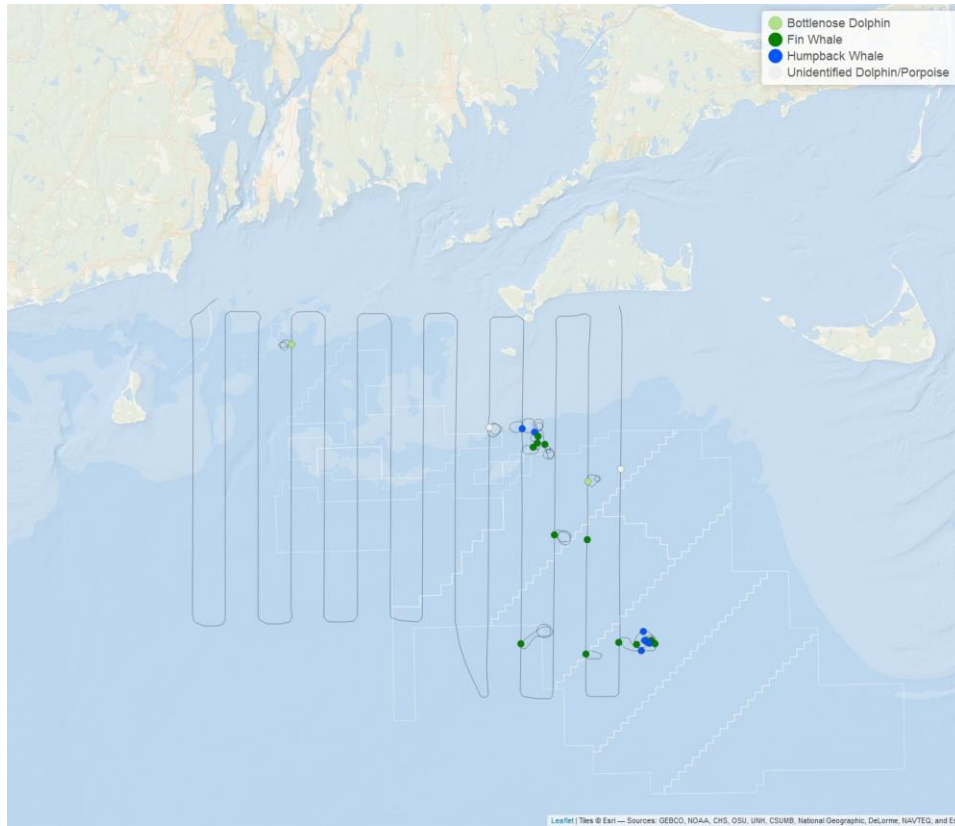 Bottlenose Dolphin
Fin Whale
Humpback Whale
Unidentified Dolphin/Porpoise
Leaflet | Tiles © Esri — Sources: GEBCO, NOAA, CHS, OSU, UNH, CSUMB, National Geographic, DeLorme, NAVTEQ, and Es